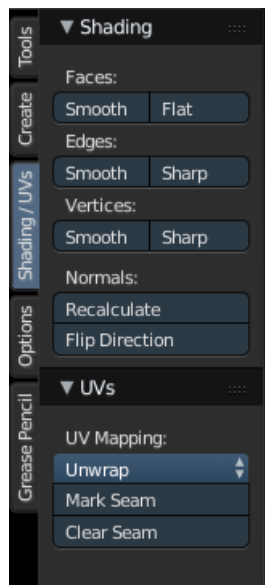 Tools
Create
Shading / UVs
Options
Grease Pencil
Shading
Faces:
Smooth Flat
Edges:
Smooth Sharp
Vertices:
Smooth Sharp
Normals:
Recalculate
Flip Direction
UVs
UV Mapping:
Unwrap
Mark Seam
Clear Seam